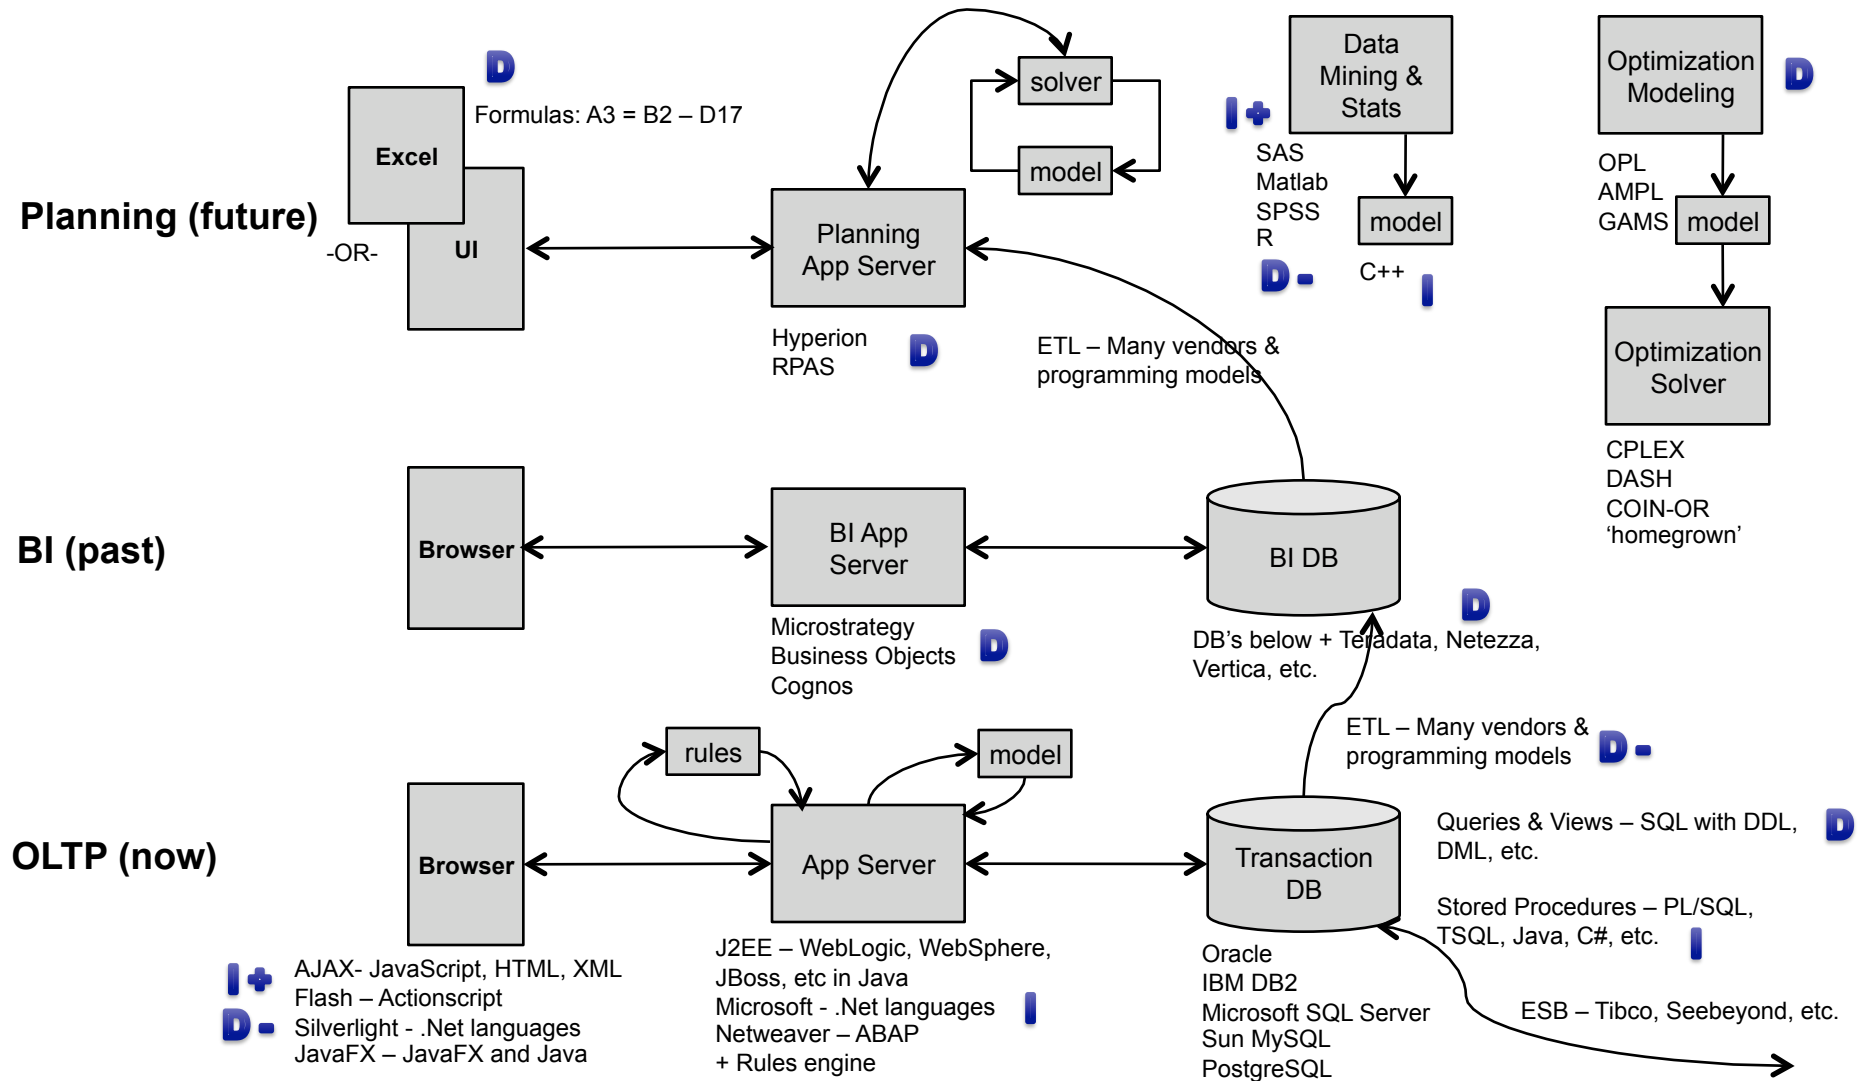 D
Formulas: A3 = B2 – D17
Excel
UI
-OR-
Planning (future)
Planning
App Server
Hyperion
RPAS
D
solver
model
ETL – Many vendors &
programming models
Data
Mining &
Stats
I +
SAS
Matlab
SPSS
R
D -
model
C++
I
Optimization
Modeling
D
OPL
AMPL
GAMS
model
Optimization
Solver
CPLEX
DASH
COIN-OR
‘homegrown’
BI (past)
Browser
BI App
Server
Microstrategy
Business Objects
Cognos
D
BI DB
D
DB's below + Teradata, Netezza,
Vertica, etc.
ETL – Many vendors &
programming models
D -
OLTP (now)
Browser
I +
D -
AJAX- JavaScript, HTML, XML
Flash – Actionscript
Silverlight - .Net languages
JavaFX – JavaFX and Java
rules
model
App Server
J2EE – WebLogic, WebSphere,
JBoss, etc in Java
Microsoft - .Net languages
Netweaver – ABAP
+ Rules engine
I
Transaction
DB
Oracle
IBM DB2
Microsoft SQL Server
Sun MySQL
PostgreSQL
Queries & Views – SQL with DDL,
DML, etc.
D
Stored Procedures – PL/SQL,
TSQL, Java, C#, etc.
I
ESB – Tibco, Seebeyond, etc.